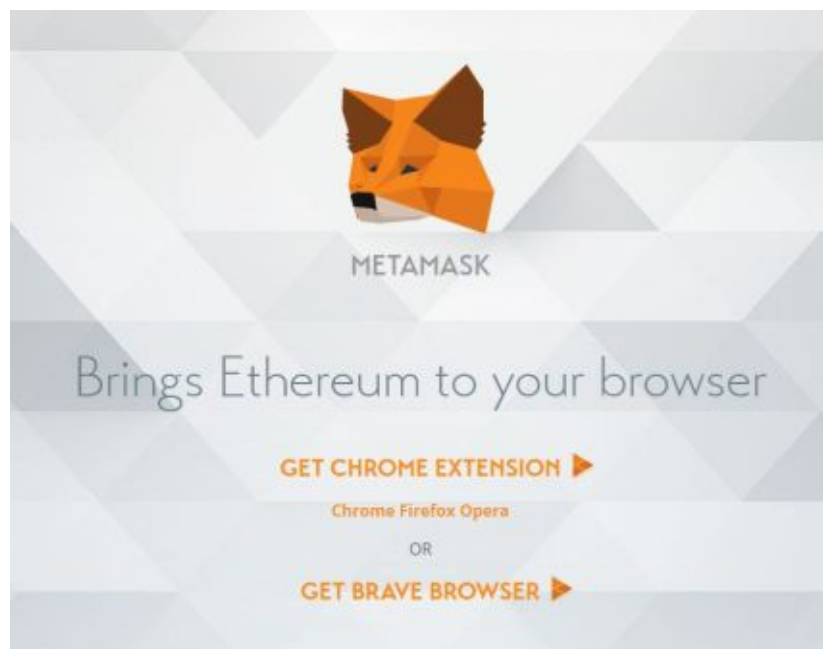 METAMASK
Brings Ethereum to your browser
GET CHROME EXTENSION
Chrome Firefox Opera
OR
GET BRAVE BROWSER